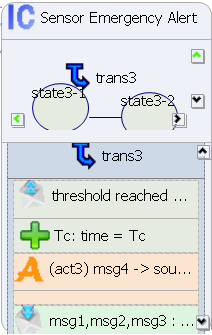 IC Sensor Emergency Alert
trans3
state3-1
state3-2
trans3
threshold reached ...
Tc: time = Tc
A (act3) msg4 -> sou...
msg1,msg2,msg3 : ...